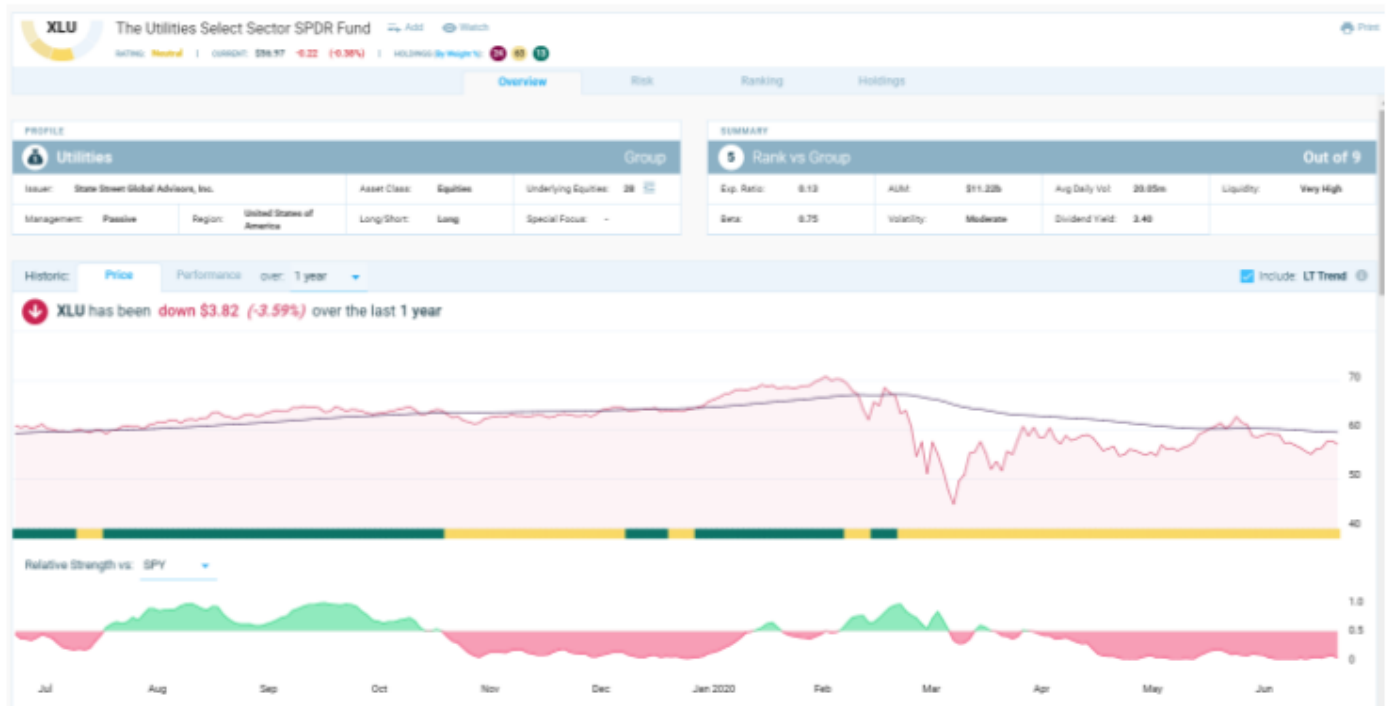 XLU The Utilities Select Sector SPDR Fund Add Watch Print
RATING: Neutral | CURRENT: $56.97 -0.22 (-0.38%) | HOLDINGS (By Weight %):
Overview Risk Ranking Holdings
PROFILE
Utilities Group
Issuer: State Street Global Advisors, Inc. Asset Class: Equities Underlying Equities: 28
Management: Passive Region: United States of America Long/Short: Long Special Focus: -
SUMMARY
5 Rank vs Group Out of 9
Exp. Ratio: 0.13 AUM: $11.22b Avg Daily Vol: 20.05m Liquidity: Very High
Beta: 0.75 Volatility: Moderate Dividend Yield: 3.40
Historic: Price Performance over: 1 year Include: LT Trend
XLU has been down $3.82 (-3.59%) over the last 1 year
70
60
50
40
Relative Strength vs: SPY
1.0
0.5
0
Jul Aug Sep Oct Nov Dec Jan 2020 Feb Mar Apr May Jun